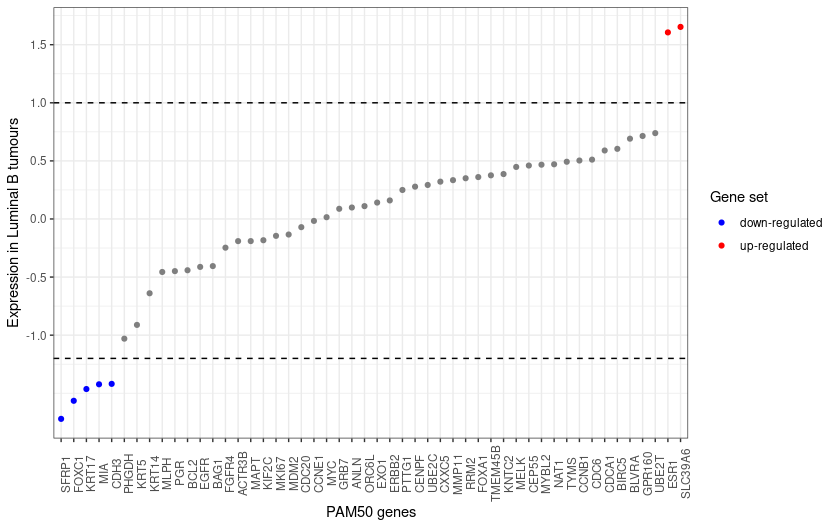 Expression in Luminal B tumours
1.5
1.0
0.5
0.0
-0.5
-1.0
SFRP1
FOXC1
KRT17
MIA
CDH3
PHGDH
KRT5
KRT14
MLPH
PGR
BCL2
EGFR
BAG1
FGFR4
ACTR3B
MAPT
KIF2C
MKI67
MDM2
CDC20
CCNE1
MYC
GRB7
ANLN
ORC6L
EXO1
ERBB2
PTTG1
CENPF
UBE2C
CXXC5
MMP11
RRM2
FOXA1
TMEM45B
KNTC2
MELK
CEP55
MYBL2
NAT1
TYMS
CCNB1
CDC6
CDCA1
BIRC5
BLVRA
GPR160
UBE2T
ESR1
SLC39A6
PAM50 genes
Gene set
down-regulated
up-regulated